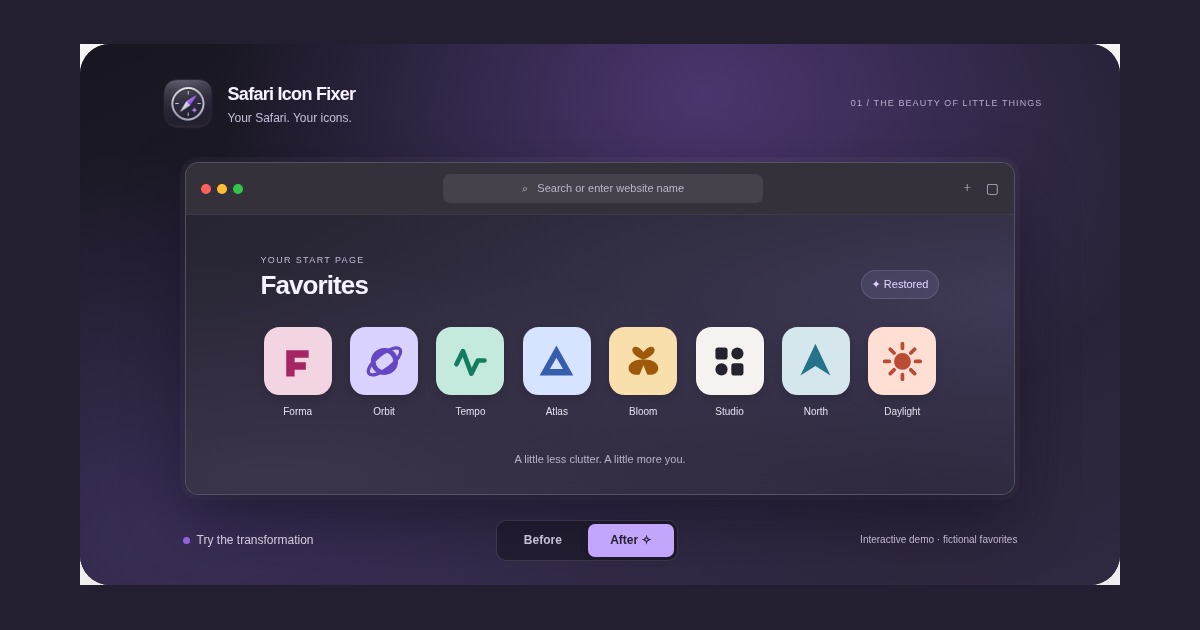 Safari Icon Fixer
Your Safari. Your icons.
01 / THE BEAUTY OF LITTLE THINGS
Search or enter website name
YOUR START PAGE
Favorites
✦ Restored
Forma
Orbit
Tempo
Atlas
Bloom
Studio
North
Daylight
A little less clutter. A little more you.
Try the transformation
Before
After ✧
Interactive demo · fictional favorites